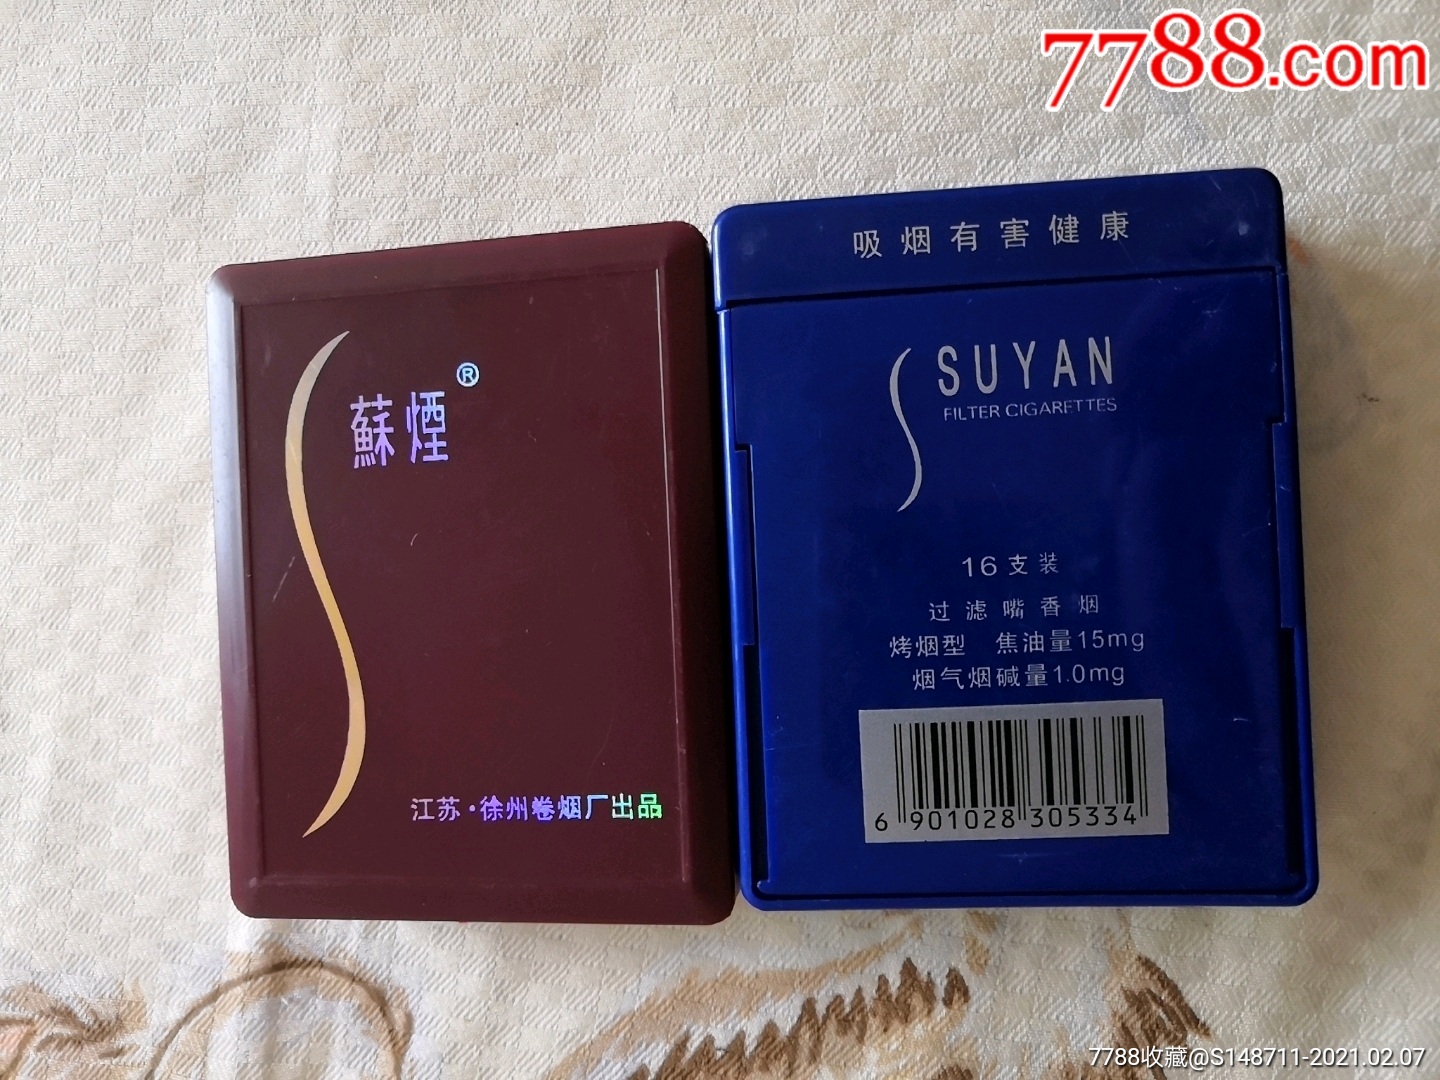 7788.com
蘇煙®
江苏·徐州卷烟厂出品
吸烟有害健康
SUYAN
FILTER CIGARETTES
16支装
过滤嘴香烟
烤烟型 焦油量15mg
烟气烟碱量1.0mg
6 901028 305334
7788收藏@S148711-2021.02.07